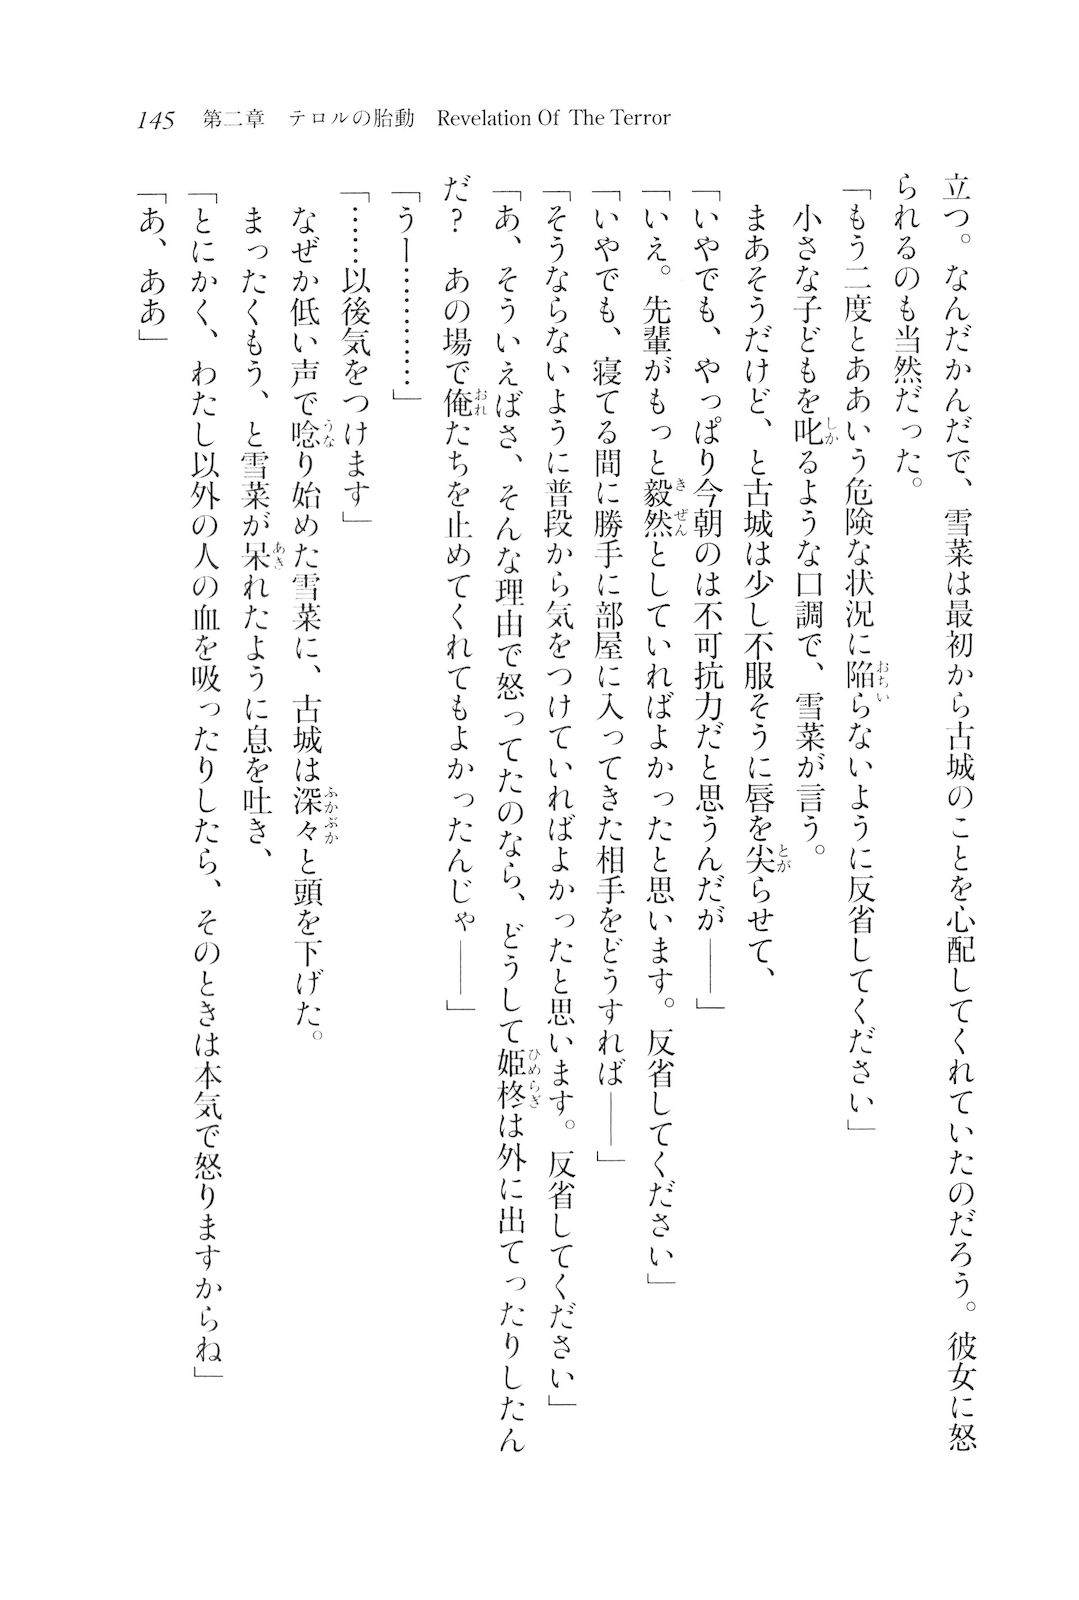 145 第二章 テロルの胎動 Revelation Of The Terror
立つ。なんだかんだで、雪菜は最初から古城のことを心配してくれていたのだろう。彼女に怒
られるのも当然だった。
「もう二度とああいう危険な状況に陥らないように反省してください」
小さな子どもを叱るような口調で、雪菜が言う。
まあそうだけど、と古城は少し不服そうに唇を尖らせて、
「いやでも、やっぱり今朝のは不可抗力だと思うんだが――」
「いえ。先輩がもっと毅然としていればよかったと思います。反省してください」
「いやでも、寝てる間に勝手に部屋に入ってきた相手をどうすれば――」
「そうならないように普段から気をつけていればよかったと思います。反省してください」
「あ、そういえばさ、そんな理由で怒ってたのなら、どうして姫柊は外に出てったりしたん
だ? あの場で俺たちを止めてくれてもよかったんじゃ――」
「うー…………」
「……以後気をつけます」
なぜか低い声で唸り始めた雪菜に、古城は深々と頭を下げた。
まったくもう、と雪菜が呆れたように息を吐き、
「とにかく、わたし以外の人の血を吸ったりしたら、そのときは本気で怒りますからね」
「あ、ああ」